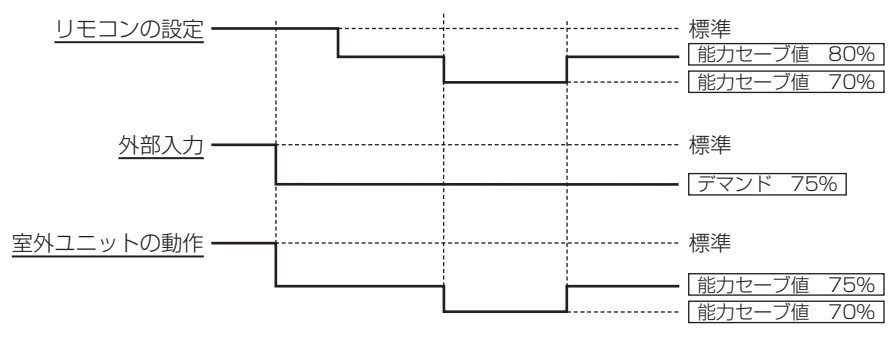 リモコンの設定
標準
能力セーブ値 80%
能力セーブ値 70%
外部入力
標準
デマンド 75%
室外ユニットの動作
標準
能力セーブ値 75%
能力セーブ値 70%